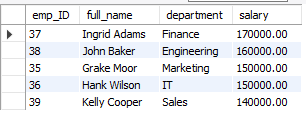 emp_ID full_name department salary
37 Ingrid Adams Finance 170000.00
38 John Baker Engineering 160000.00
35 Grake Moor Marketing 150000.00
36 Hank Wilson IT 150000.00
39 Kelly Cooper Sales 140000.00